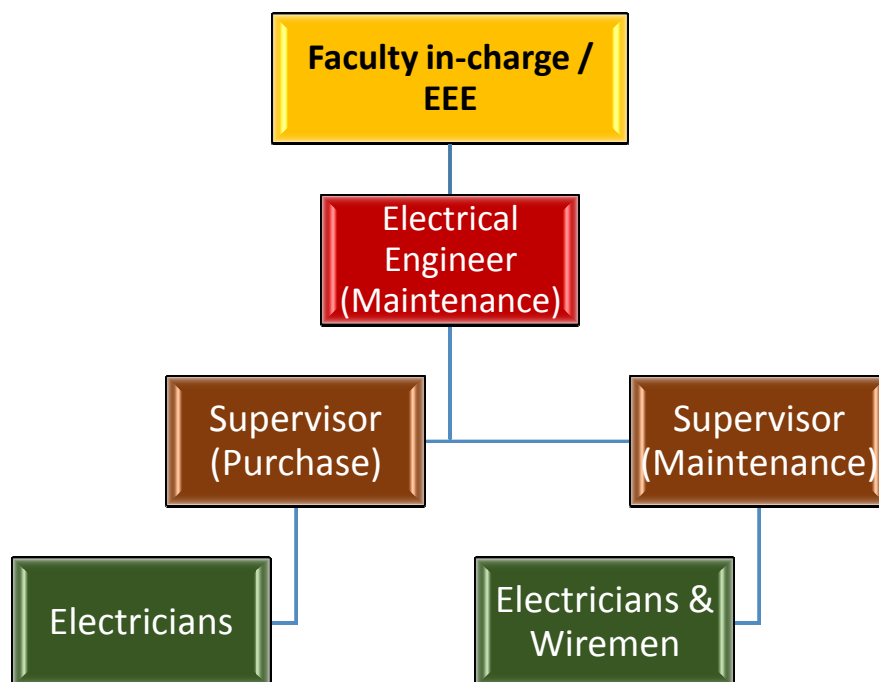 Faculty in-charge /
EEE
Electrical
Engineer
(Maintenance)
Supervisor
(Purchase)
Supervisor
(Maintenance)
Electricians
Electricians &
Wiremen